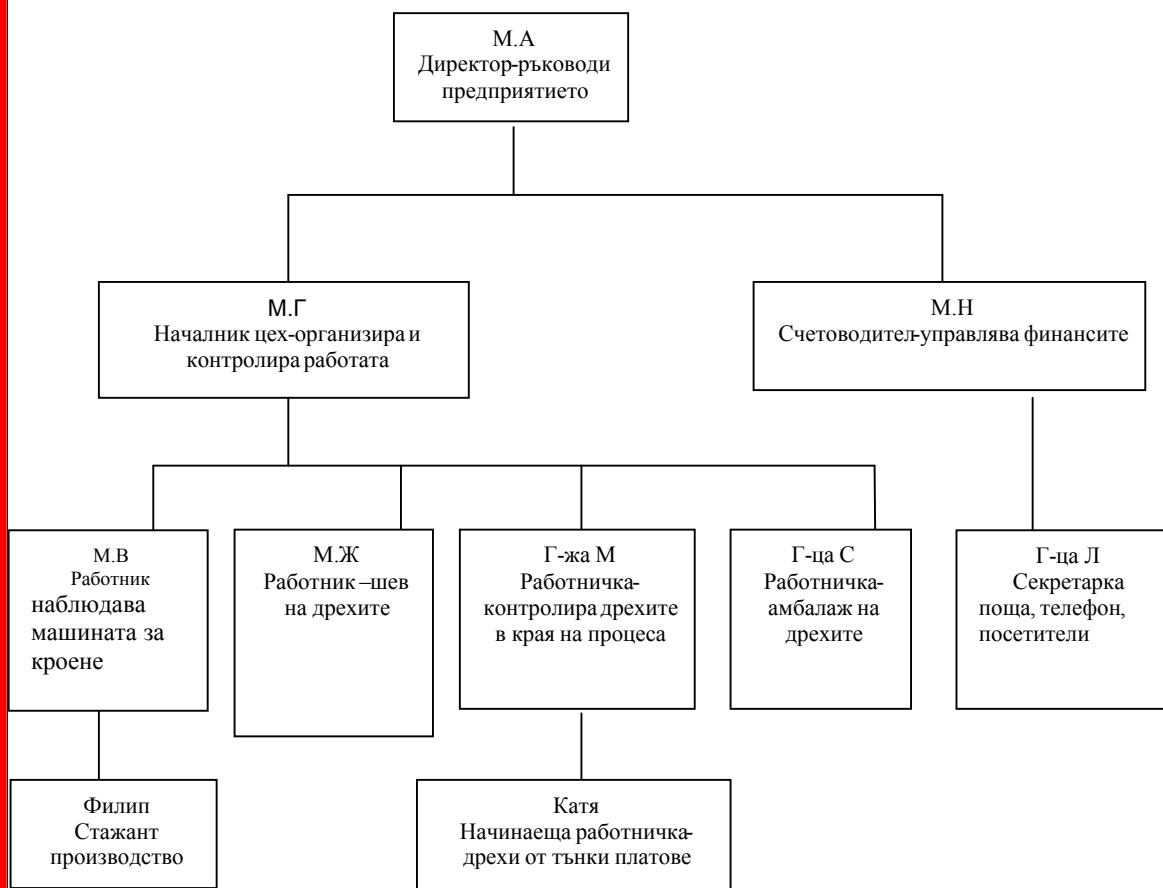 М.А
Директор-ръководи
предприятието
М.Г
Началник цех-организира и
контролира работата
М.Н
Счетоводител-управлява финансите
М.В
Работник
наблюдава
машината за
кроене
М.Ж
Работник –шев
на дрехите
Г-жа М
Работничка-
контролира дрехите
в края на процеса
Г-ца С
Работничка-
амбалаж на
дрехите
Г-ца Л
Секретарка
поща, телефон,
посетители
Филип
Стажант
производство
Катя
Начинаеща работничка-
дрехи от тънки платове